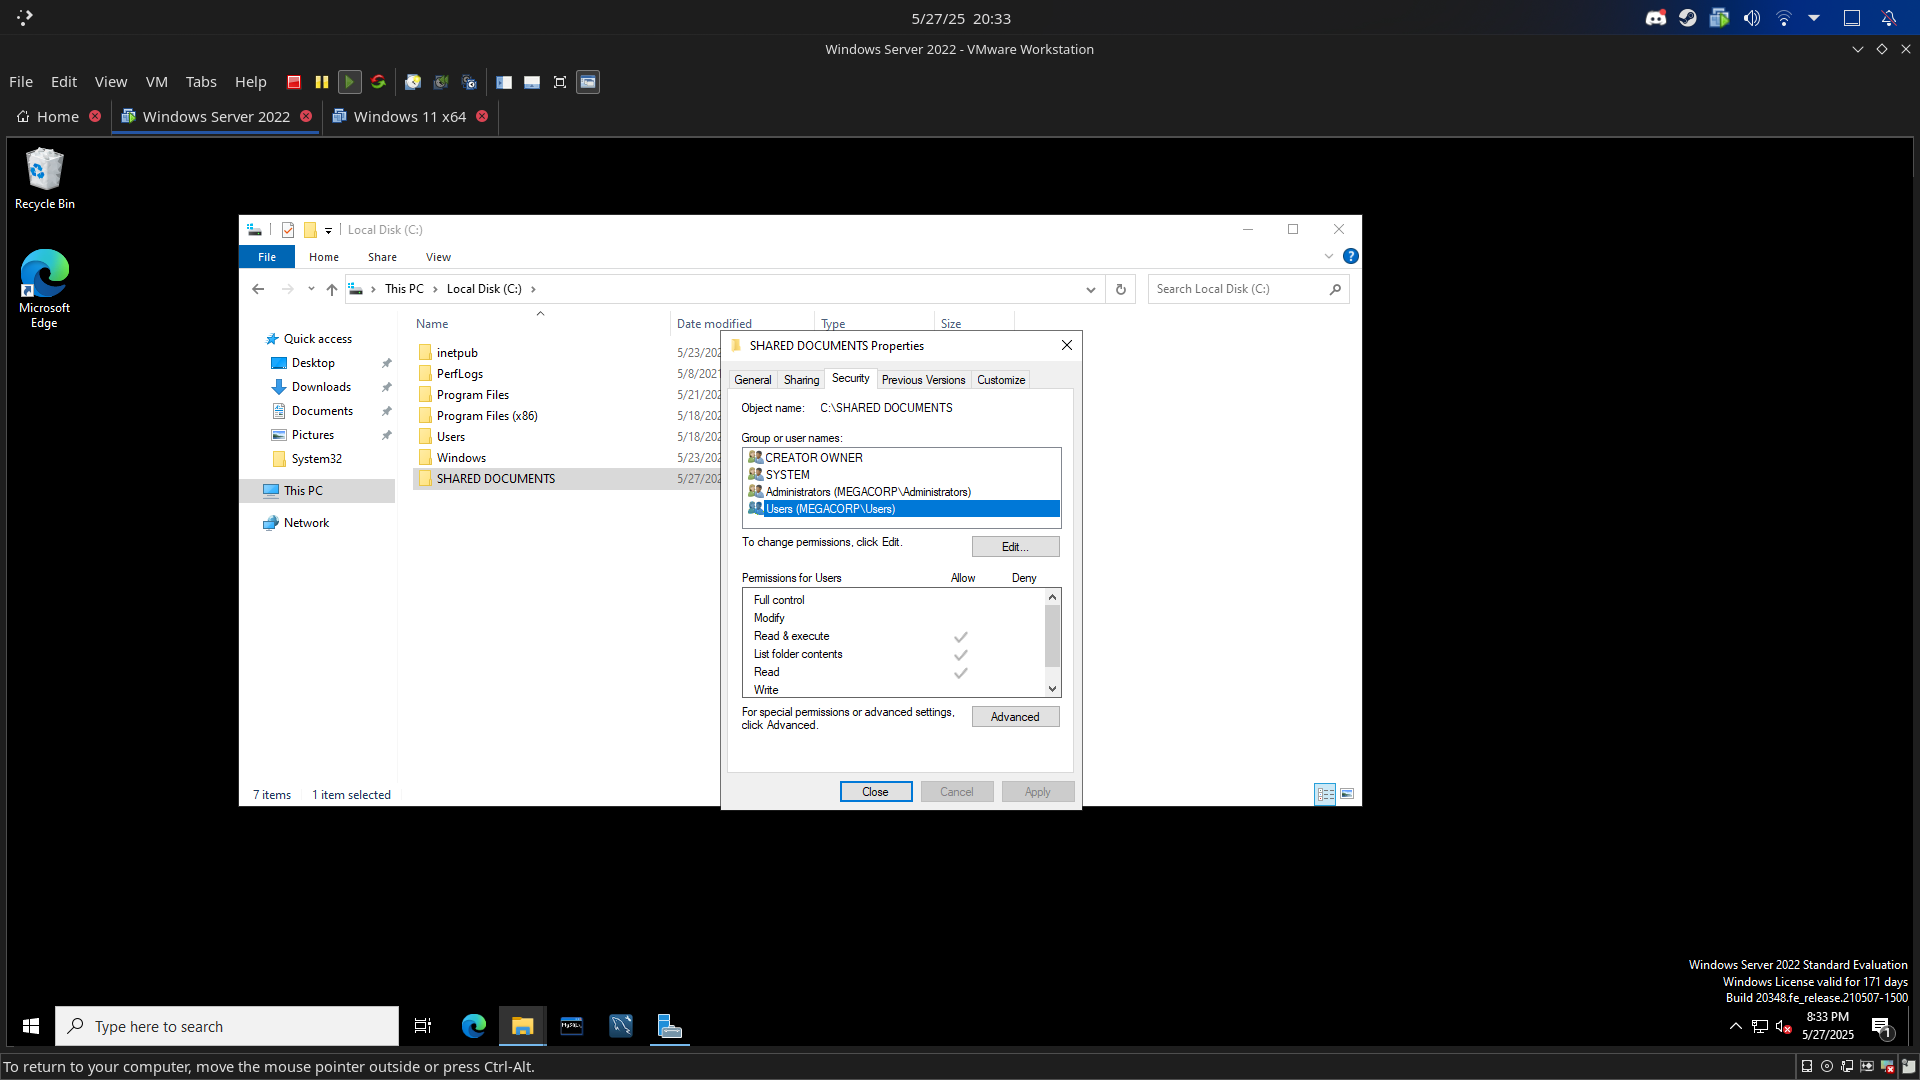 5/27/25 20:33
Windows Server 2022 - VMware Workstation
File Edit View VM Tabs Help
Home Windows Server 2022 Windows 11 x64
Recycle Bin
Microsoft
Edge
Local Disk (C:)
File Home Share View
This PC Local Disk (C:) Search Local Disk (C:)
Name Date modified Type Size
Quick access
Desktop
Downloads
Documents
Pictures
System32
This PC
Network
inetpub 5/23/202
PerfLogs 5/8/2021
Program Files 5/21/202
Program Files (x86) 5/18/202
Users 5/18/202
Windows 5/23/202
SHARED DOCUMENTS 5/27/202
7 items 1 item selected
SHARED DOCUMENTS Properties
General Sharing Security Previous Versions Customize
Object name: C:\SHARED DOCUMENTS
Group or user names:
CREATOR OWNER
SYSTEM
Administrators (MEGACORP\Administrators)
Users (MEGACORP\Users)
To change permissions, click Edit.
Edit...
Permissions for Users Allow Deny
Full control
Modify
Read & execute
List folder contents
Read
Write
For special permissions or advanced settings,
click Advanced.
Advanced
Close Cancel Apply
Windows Server 2022 Standard Evaluation
Windows License valid for 171 days
Build 20348.fe_release.210507-1500
Type here to search
MySQL
8:33 PM
5/27/2025
1
To return to your computer, move the mouse pointer outside or press Ctrl-Alt.